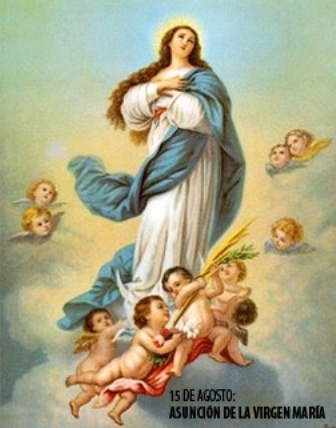 15 DE AGOSTO:
ASUNCIÓN DE LA VIRGEN MARÍA